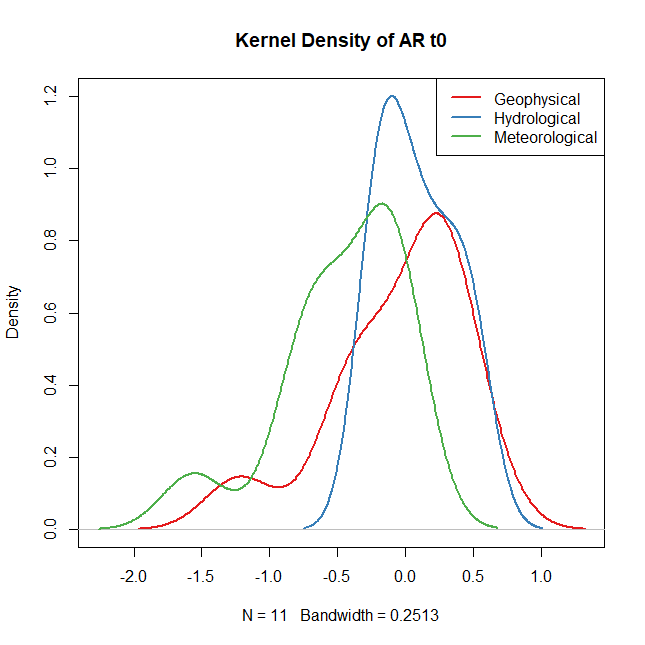 Kernel Density of AR t0
Geophysical
Hydrological
Meteorological
Density
1.2
1.0
0.8
0.6
0.4
0.2
0.0
-2.0 -1.5 -1.0 -0.5 0.0 0.5 1.0
N = 11 Bandwidth = 0.2513